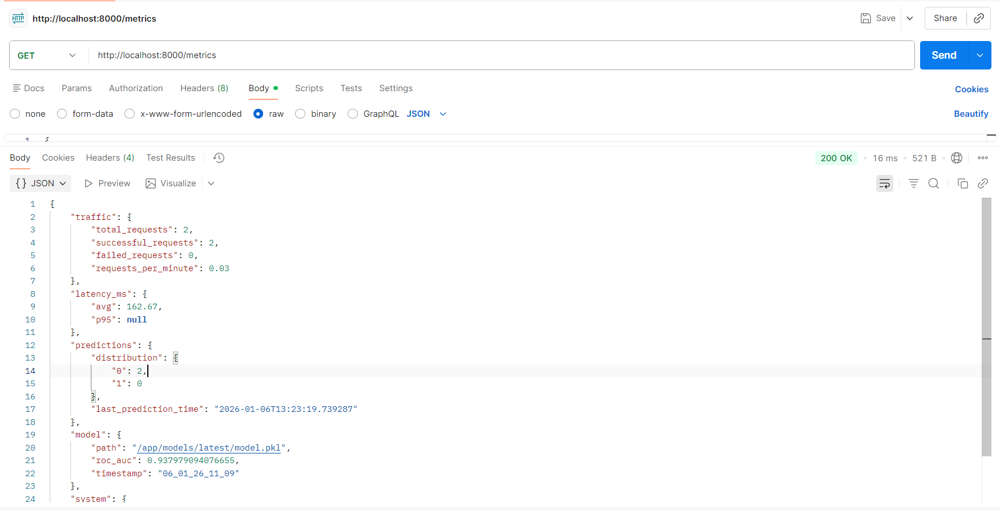 HTTP http://localhost:8000/metrics Save Share
GET http://localhost:8000/metrics Send
Docs Params Authorization Headers (8) Body Scripts Tests Settings Cookies
none form-data x-www-form-urlencoded raw binary GraphQL JSON Beautify
1 {
Body Cookies Headers (4) Test Results 200 OK 16 ms 521 B
{} JSON Preview Visualize
1 {
2 "traffic": {
3 "total_requests": 2,
4 "successful_requests": 2,
5 "failed_requests": 0,
6 "requests_per_minute": 0.03
7 },
8 "latency_ms": {
9 "avg": 162.67,
10 "p95": null
11 },
12 "predictions": {
13 "distribution": {
14 "0": 2,
15 "1": 0
16 },
17 "last_prediction_time": "2026-01-06T13:23:19.739287"
18 },
19 "model": {
20 "path": "/app/models/latest/model.pkl",
21 "roc_auc": 0.937979094076655,
22 "timestamp": "06_01_26_11_09"
23 },
24 "system": {